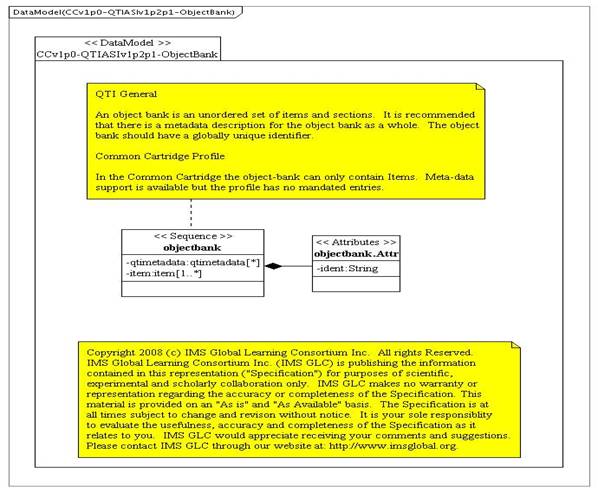 DataModel(CCv1p0-QTIASIv1p2p1-ObjectBank)
<< DataModel >>
CCv1p0-QTIASIv1p2p1-ObjectBank
QTI General
An object bank is an unordered set of items and sections. It is recommended
that there is a metadata description for the object bank as a whole. The object
bank should have a globally unique identifier.
Common Cartridge Profile
In the Common Cartridge the object-bank can only contain Items. Meta-data
support is available but the profile has no mandated entries.
<< Sequence >>
objectbank
-qtimetadata:qtimetadata[*]
-item:item[1..*]
<< Attributes >>
objectbank.Attr
-ident:String
Copyright 2008 (c) IMS Global Learning Consortium Inc. All rights Reserved.
IMS Global Learning Consortium Inc. (IMS GLC) is publishing the information
contained in this representation ("Specification") for purposes of scientific,
experimental and scholarly collaboration only. IMS GLC makes no warranty or
representation regarding the accuracy or completeness of the Specification. This
material is provided on an "As is" and "As Available" basis. The Specification is at
all times subject to change and revison without notice. It is your sole responsiblity
to evaluate the usefulness, accuracy and completeness of the Specification as it
relates to you. IMS GLC would appreciate receiving your comments and suggestions.
Please contact IMS GLC through our website at: http://www.imsglobal.org.